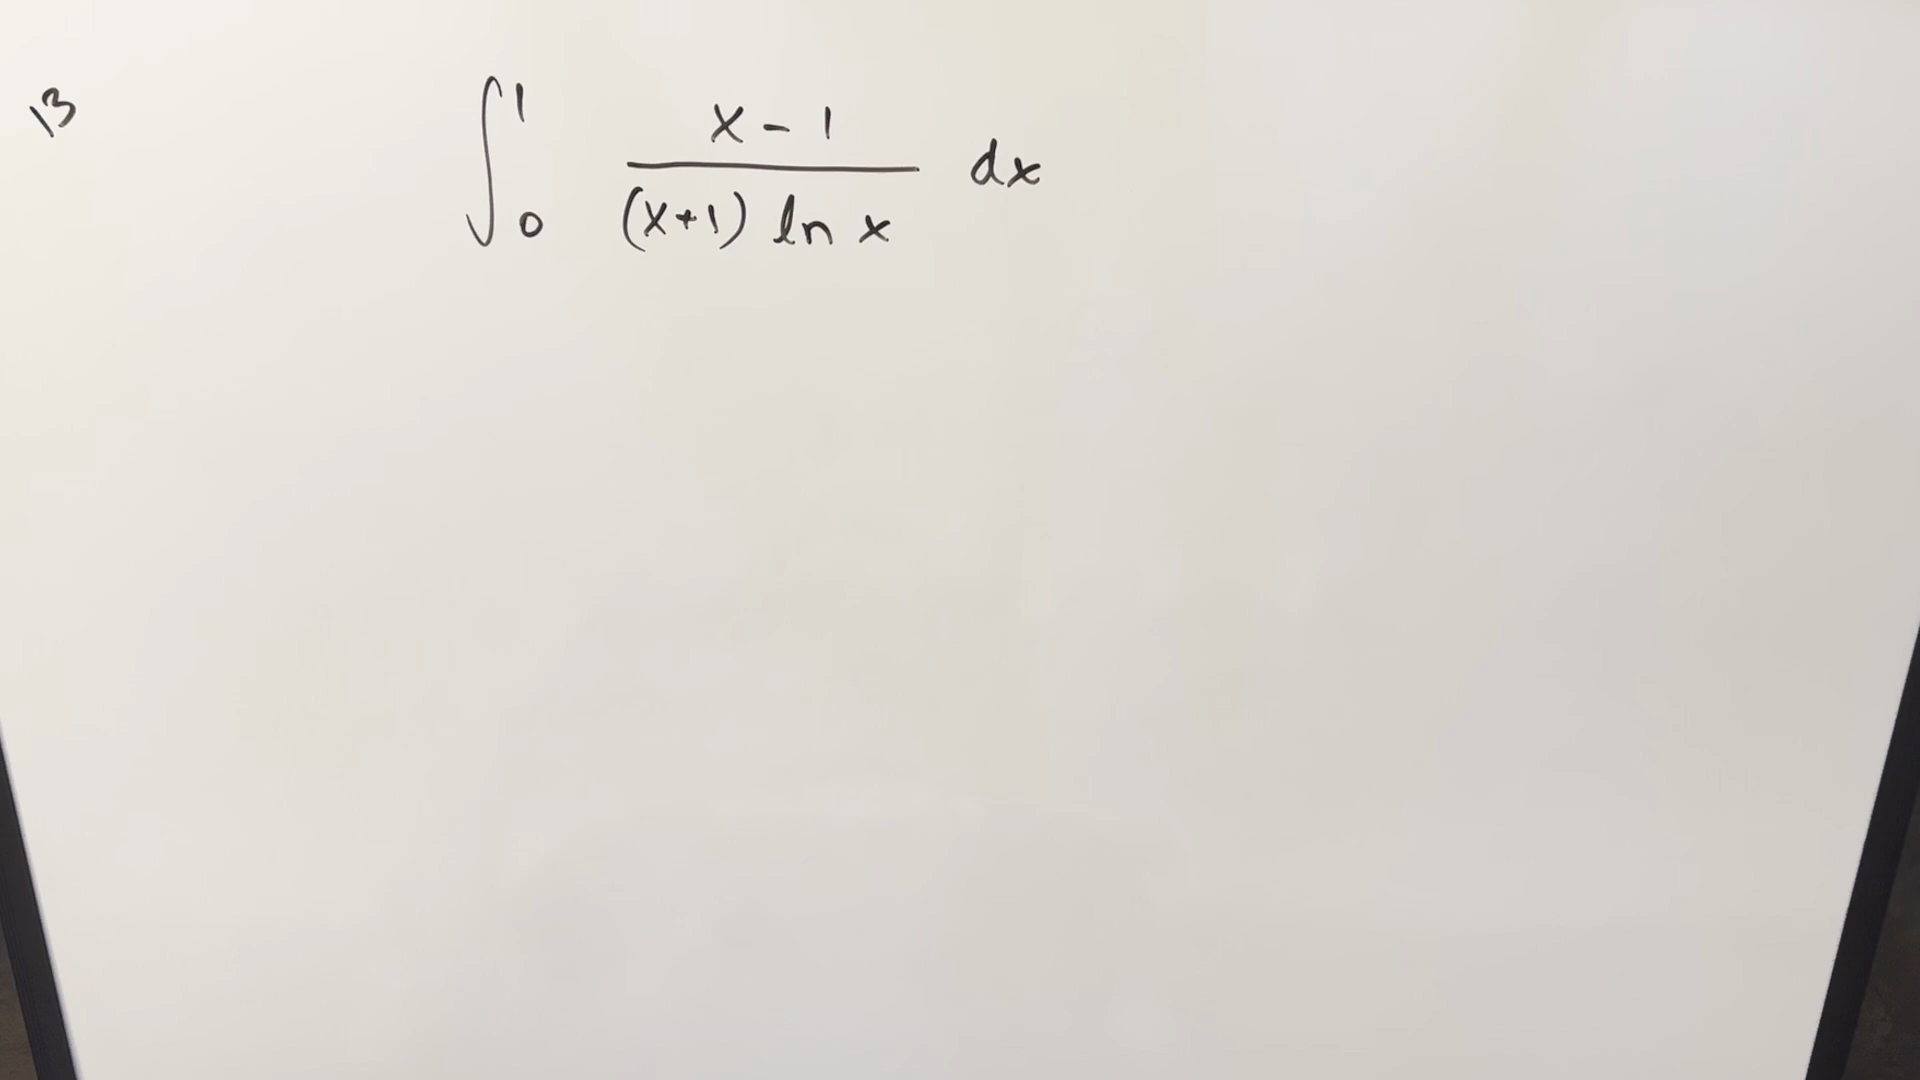 13
∫₀¹ (x-1)/((x+1) ln x) dx